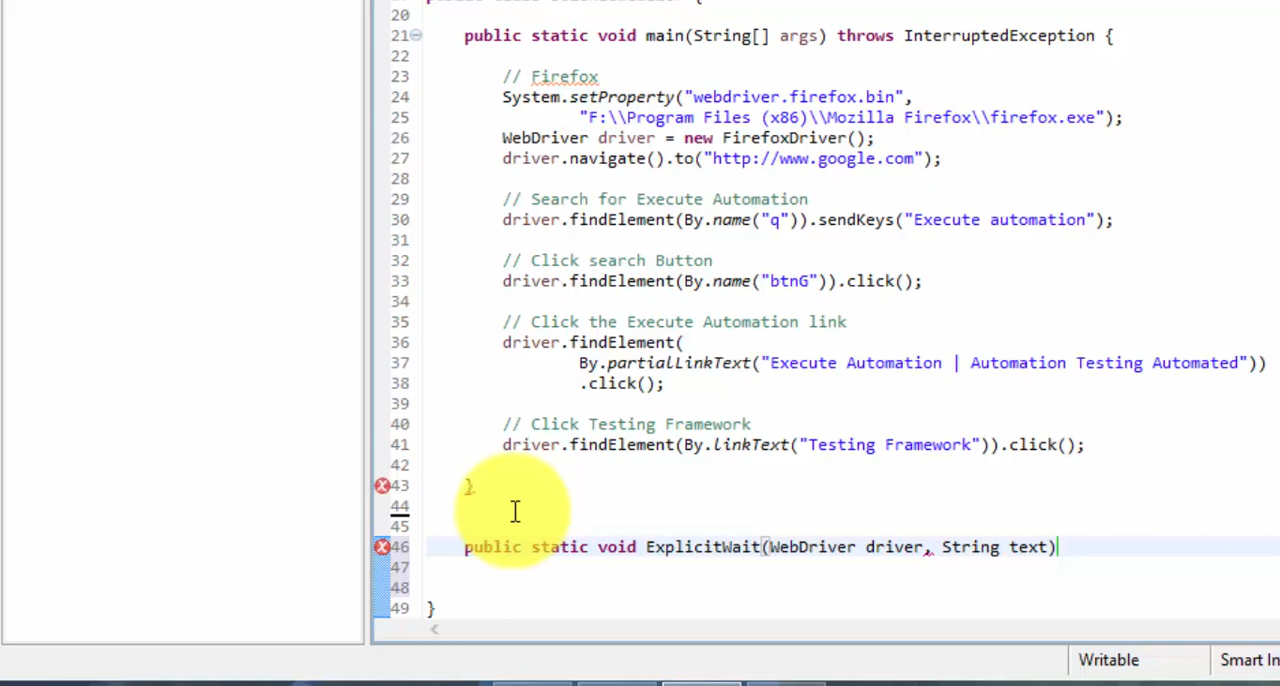 20
21 public static void main(String[] args) throws InterruptedException {
22
23 // Firefox
24 System.setProperty("webdriver.firefox.bin",
25 "F:\\Program Files (x86)\\Mozilla Firefox\\firefox.exe");
26 WebDriver driver = new FirefoxDriver();
27 driver.navigate().to("http://www.google.com");
28
29 // Search for Execute Automation
30 driver.findElement(By.name("q")).sendKeys("Execute automation");
31
32 // Click search Button
33 driver.findElement(By.name("btnG")).click();
34
35 // Click the Execute Automation link
36 driver.findElement(
37 By.partialLinkText("Execute Automation | Automation Testing Automated"))
38 .click();
39
40 // Click Testing Framework
41 driver.findElement(By.linkText("Testing Framework")).click();
42
43 }
44
45
46 public static void ExplicitWait(WebDriver driver, String text)
47
48
49 }
Writable Smart In